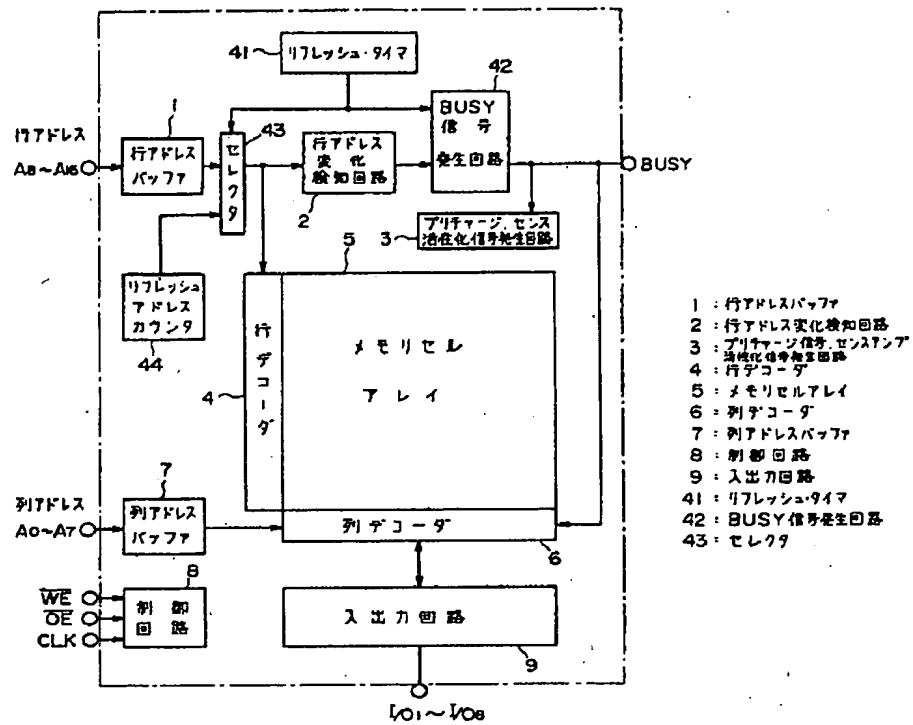 41
リフレッシュ・タイマ
42
BUSY
信号
発生回路
1
43
行アドレス
A8～A16
行アドレス
バッファ
セレクタ
行アドレス
変化
検知回路
2
BUSY
プリチャージ、センス
活性化信号発生回路
3
リフレッシュ
アドレス
カウンタ
44
5
メモリセル
アレイ
4
行デコーダ
7
列アドレス
A0～A7
列アドレス
バッファ
列デコーダ
6
8
WE
OE
CLK
制御
回路
入出力回路
9
I/O1～I/O8
1：行アドレスバッファ
2：行アドレス変化検知回路
3：プリチャージ信号、センスアンプ
活性化信号発生回路
4：行デコーダ
5：メモリセルアレイ
6：列デコーダ
7：列アドレスバッファ
8：制御回路
9：入出力回路
41：リフレッシュ・タイマ
42：BUSY信号発生回路
43：セレクタ